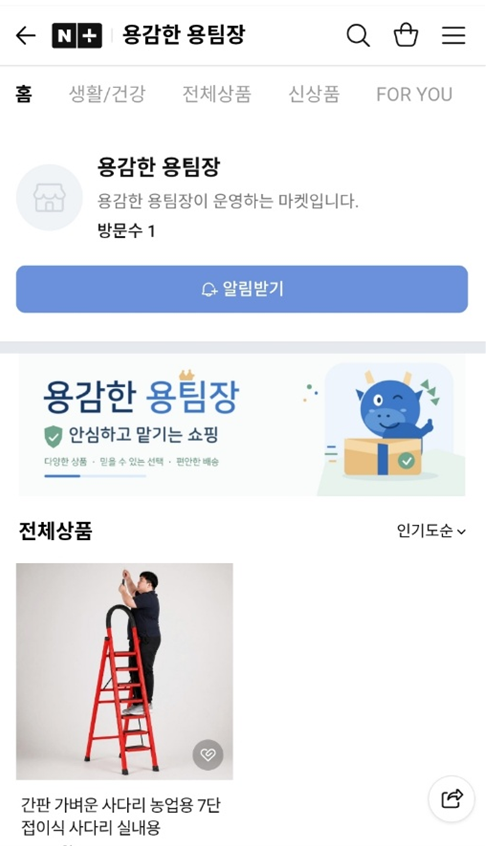 N+ 용감한 용팀장
홈 생활/건강 전체상품 신상품 FOR YOU
용감한 용팀장
용감한 용팀장이 운영하는 마켓입니다.
방문수 1
알림받기
용감한 용팀장
안심하고 맡기는 쇼핑
다양한 상품 · 믿을 수 있는 선택 · 편안한 배송
전체상품 인기도순
간판 가벼운 사다리 농업용 7단
접이식 사다리 실내용